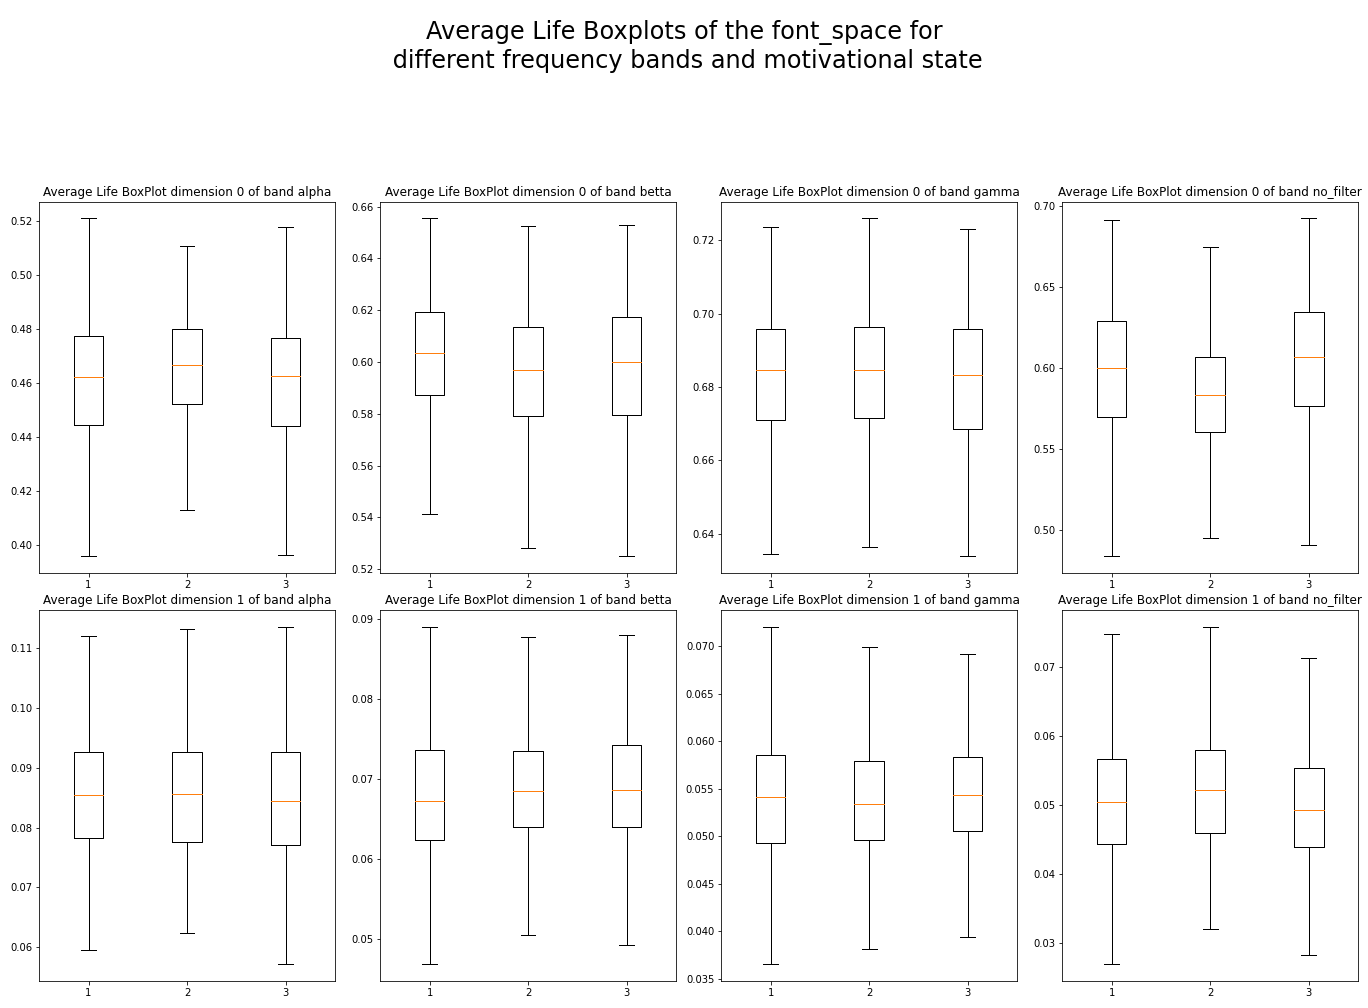 Average Life Boxplots of the font_space for
different frequency bands and motivational state
Average Life BoxPlot dimension 0 of band alpha
0.52
0.50
0.48
0.46
0.44
0.42
0.40
1 2 3
Average Life BoxPlot dimension 0 of band betta
0.66
0.64
0.62
0.60
0.58
0.56
0.54
0.52
1 2 3
Average Life BoxPlot dimension 0 of band gamma
0.72
0.70
0.68
0.66
0.64
1 2 3
Average Life BoxPlot dimension 0 of band no_filter
0.70
0.65
0.60
0.55
0.50
1 2 3
Average Life BoxPlot dimension 1 of band alpha
0.11
0.10
0.09
0.08
0.07
0.06
1 2 3
Average Life BoxPlot dimension 1 of band betta
0.09
0.08
0.07
0.06
0.05
1 2 3
Average Life BoxPlot dimension 1 of band gamma
0.070
0.065
0.060
0.055
0.050
0.045
0.040
0.035
1 2 3
Average Life BoxPlot dimension 1 of band no_filter
0.07
0.06
0.05
0.04
0.03
1 2 3